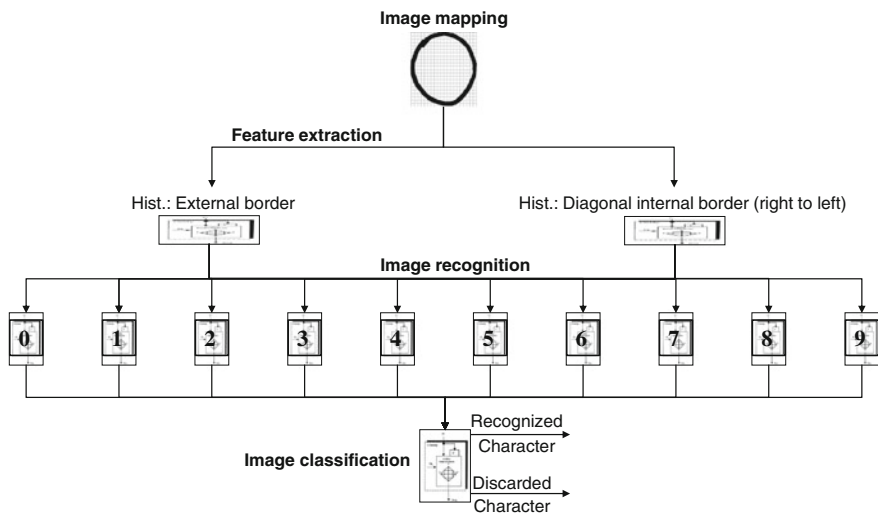 Image mapping
Feature extraction
Hist.: External border
Hist.: Diagonal internal border (right to left)
Image recognition
0 1 2 3 4 5 6 7 8 9
Recognized
Character
Image classification
Discarded
Character